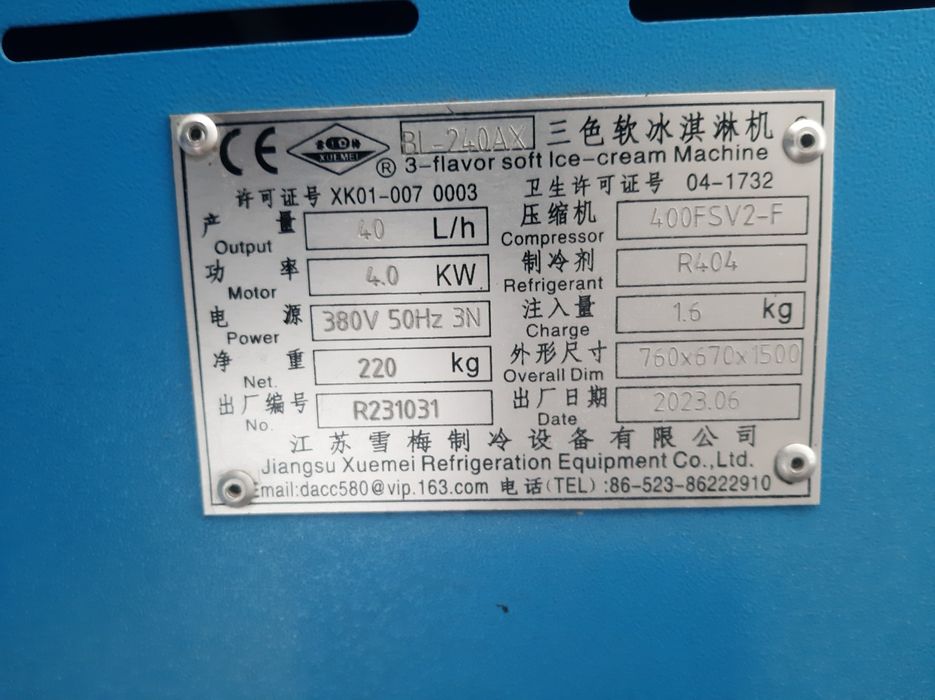 CE 雪梅 XUEMEI ® BL-240AX 三色软冰淇淋机
3-flavor soft Ice-cream Machine
许可证号 XK01-007 0003 卫生许可证号 04-1732
产量 Output 40 L/h 压缩机 Compressor 400FSV2-F
功率 Motor 4.0 KW 制冷剂 Refrigerant R404
电源 Power 380V 50Hz 3N 注入量 Charge 1.6 kg
净重 Net. 220 kg 外形尺寸 Overall Dim 760x670x1500
出厂编号 No. R231031 出厂日期 Date 2023.06
江苏雪梅制冷设备有限公司
Jiangsu Xuemei Refrigeration Equipment Co.,Ltd.
Email:dacc580@vip.163.com 电话(TEL):86-523-86222910